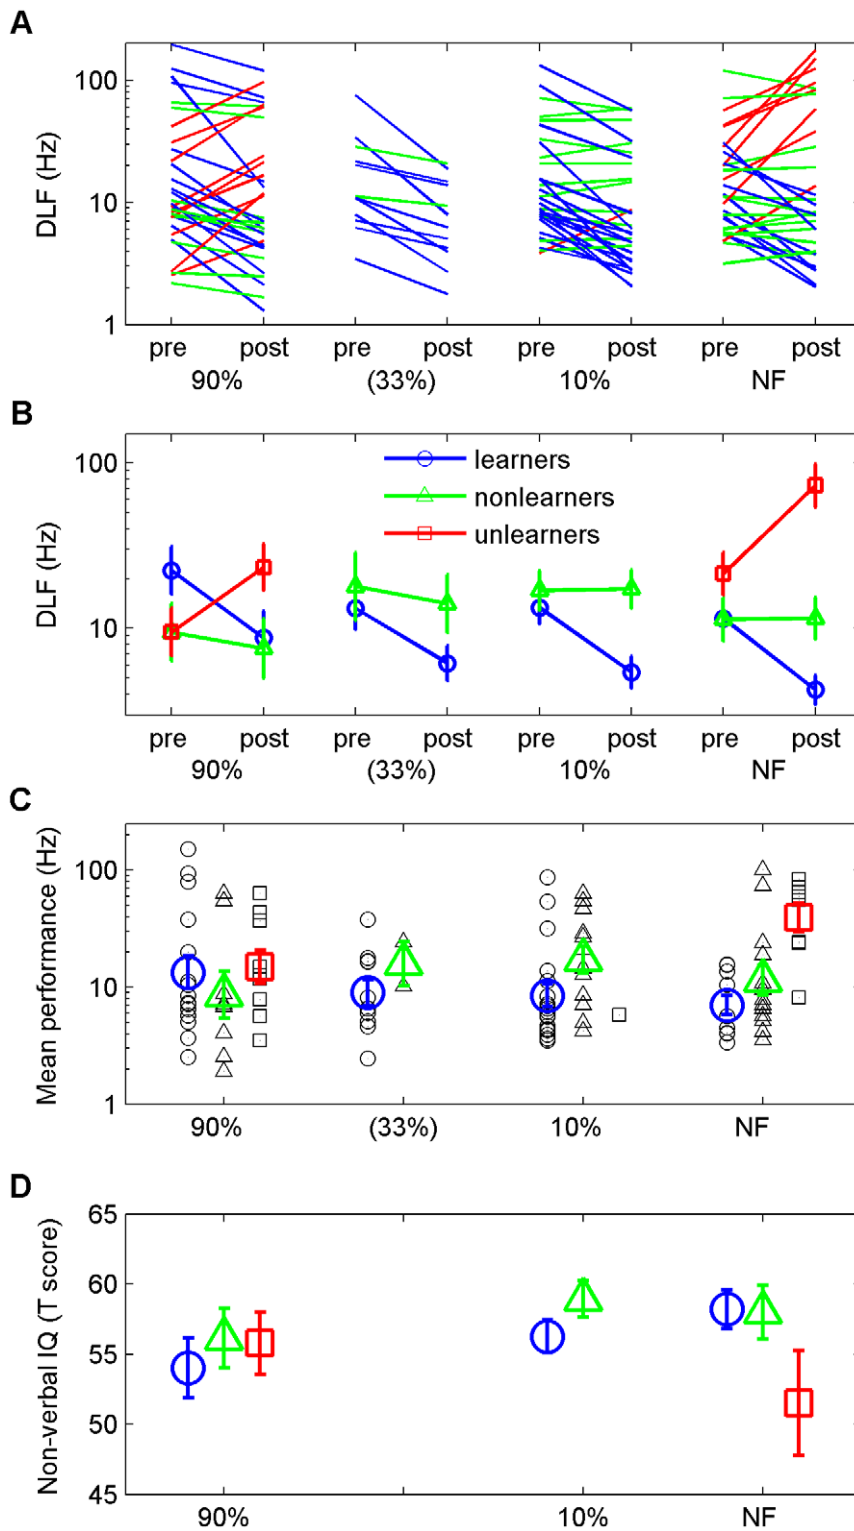 A
DLF (Hz)
100
10
1
pre post pre post pre post pre post
90% (33%) 10% NF
B
DLF (Hz)
100
10
learners
nonlearners
unlearners
pre post pre post pre post pre post
90% (33%) 10% NF
C
Mean performance (Hz)
100
10
1
90% (33%) 10% NF
D
Non-verbal IQ (T score)
65
60
55
50
45
90% 10% NF